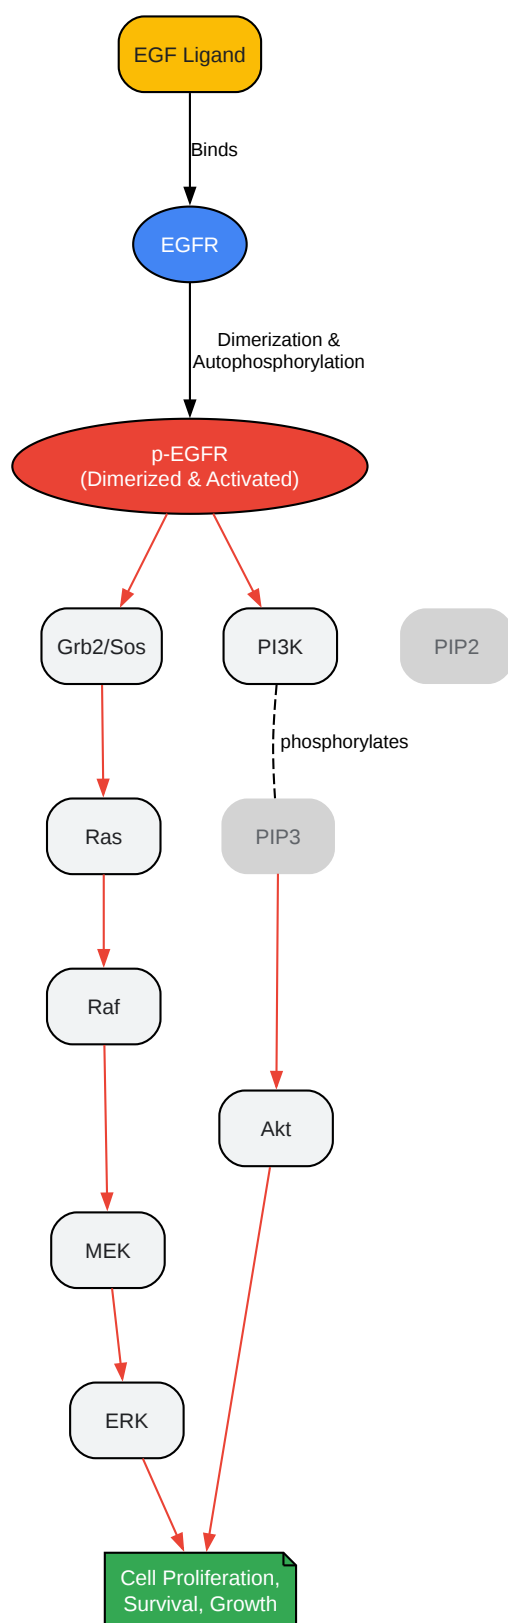 EGF Ligand
Binds
EGFR
Dimerization &
Autophosphorylation
p-EGFR
(Dimerized & Activated)
Grb2/Sos
PI3K
PIP2
phosphorylates
Ras
PIP3
Raf
Akt
MEK
ERK
Cell Proliferation,
Survival, Growth